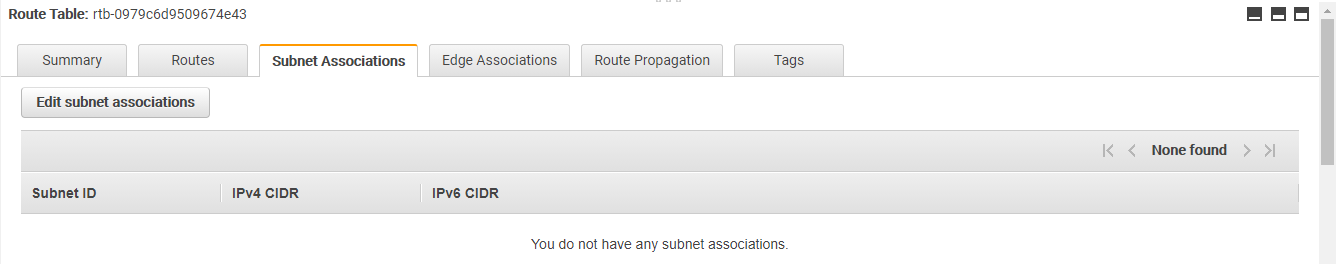 Route Table: rtb-0979c6d9509674e43
Summary Routes Subnet Associations Edge Associations Route Propagation Tags
Edit subnet associations
None found
Subnet ID IPv4 CIDR IPv6 CIDR
You do not have any subnet associations.